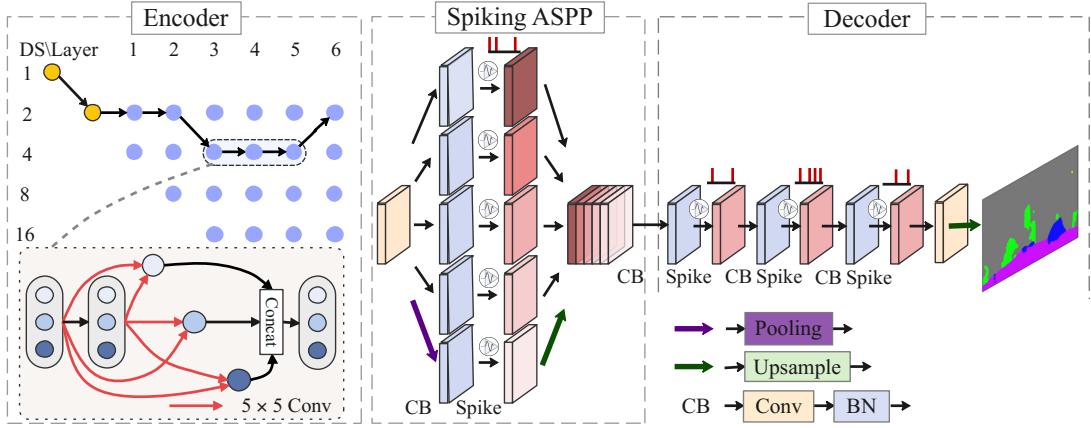 Encoder
Spiking ASPP
Decoder
DS\Layer 1 2 3 4 5 6
1
2
4
8
16
Concat
5 × 5 Conv
CB Spike
CB
Spike CB Spike CB Spike
Pooling
Upsample
CB Conv BN